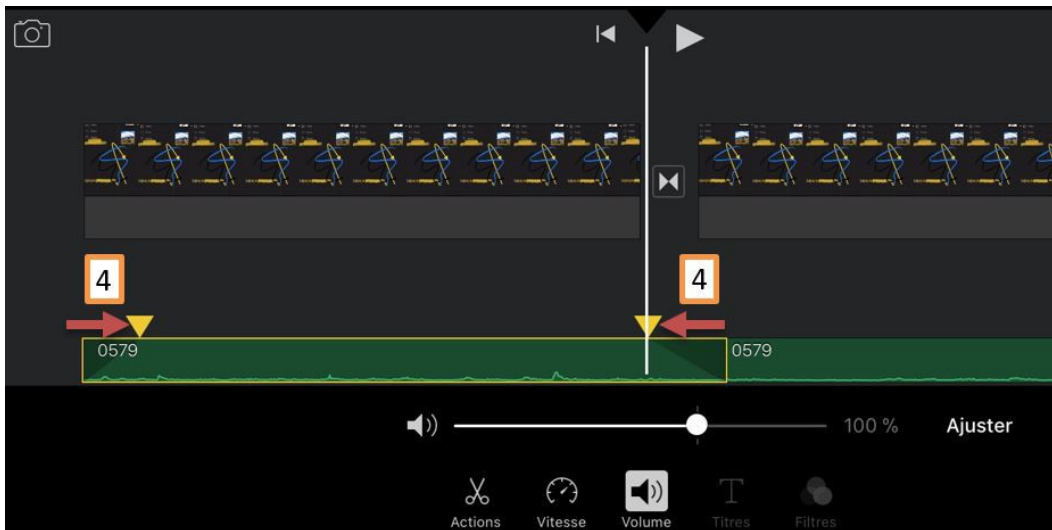 4
4
0579
0579
100 %
Ajuster
Actions
Vitesse
Volume
Titres
Filtres